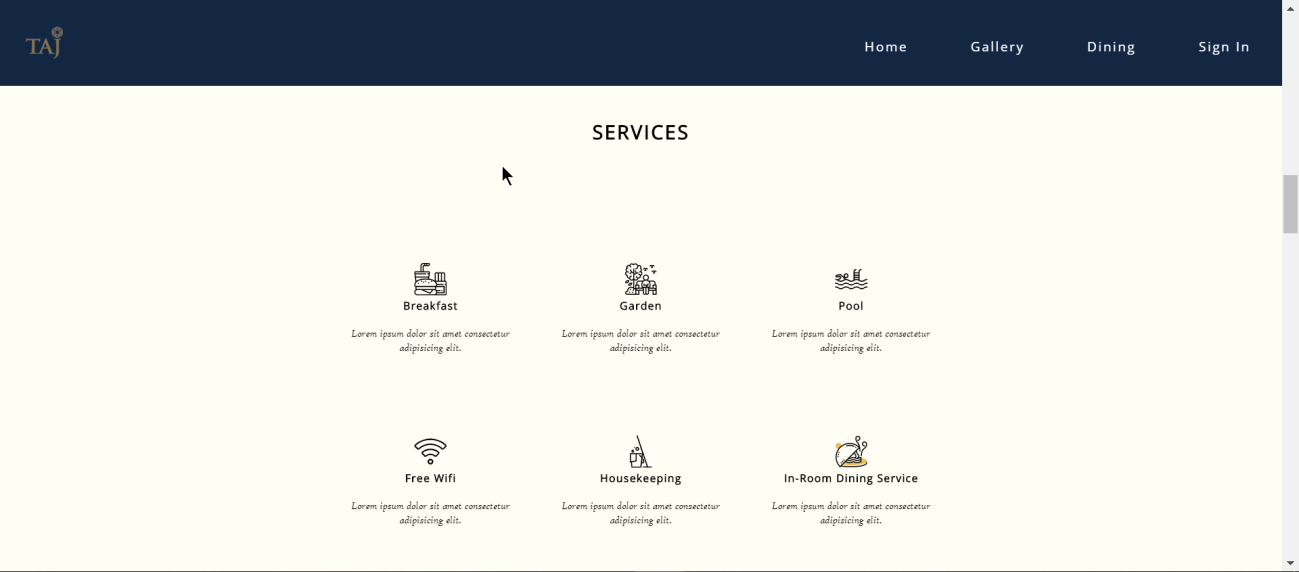 TAJ
Home Gallery Dining Sign In
SERVICES
Breakfast Garden Pool
Lorem ipsum dolor sit amet consectetur Lorem ipsum dolor sit amet consectetur Lorem ipsum dolor sit amet consectetur
adipisicing elit. adipisicing elit. adipisicing elit.
Free Wifi Housekeeping In-Room Dining Service
Lorem ipsum dolor sit amet consectetur Lorem ipsum dolor sit amet consectetur Lorem ipsum dolor sit amet consectetur
adipisicing elit. adipisicing elit. adipisicing elit.